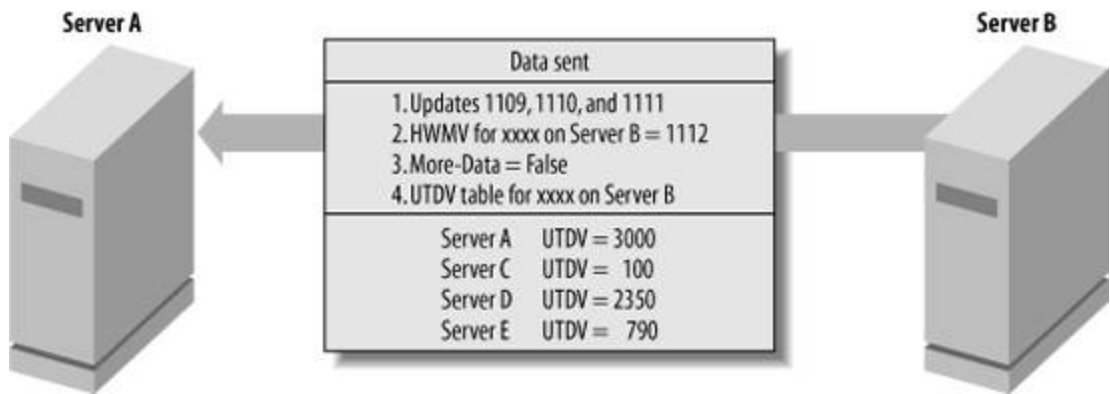 Server A
Server B
Data sent
1.Updates 1109, 1110, and 1111
2.HWMV for xxxx on Server B = 1112
3.More-Data = False
4.UTDV table for xxxx on Server B
Server A UTDV = 3000
Server C UTDV = 100
Server D UTDV = 2350
Server E UTDV = 790